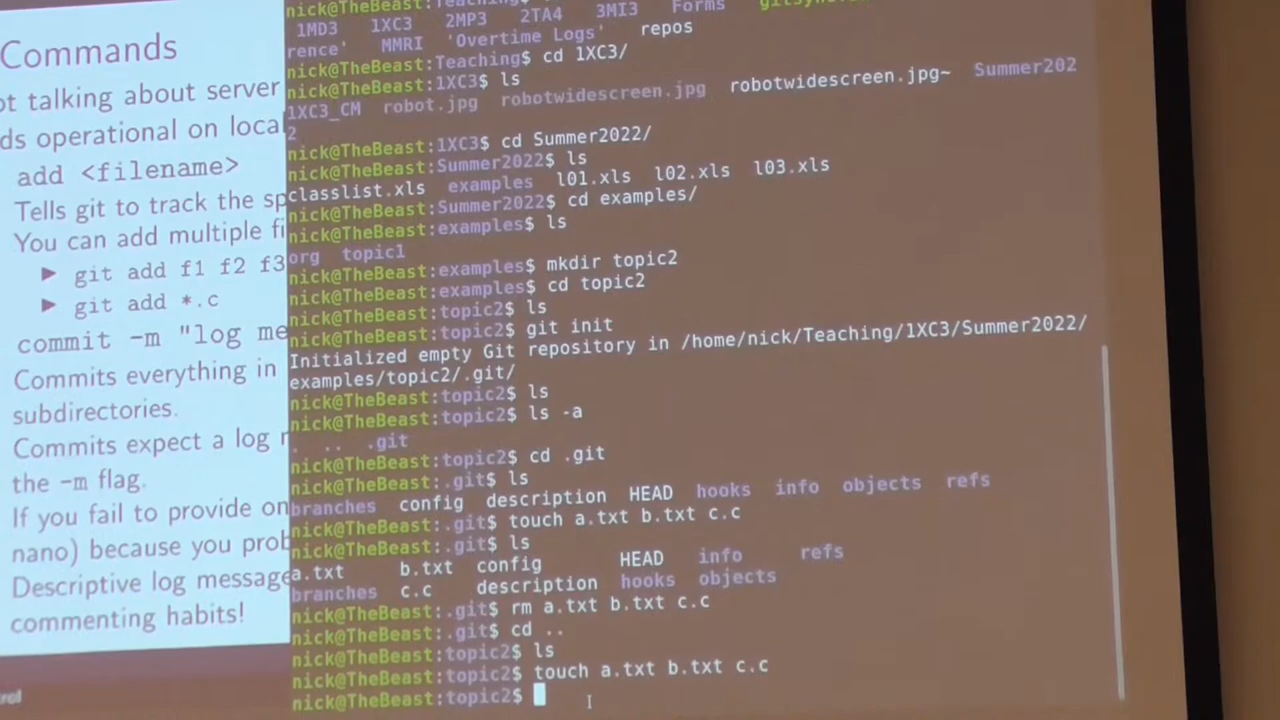 Commands
ot talking about server
ds operational on loca
add <filename>
Tells git to track the sp
You can add multiple fi
► git add f1 f2 f3
► git add *.c
commit -m "log me
Commits everything in
subdirectories.
Commits expect a log
the -m flag.
If you fail to provide on
nano) because you prob
Descriptive log message
commenting habits!
nick@TheBeast:Teaching$
1MD3 1XC3 2MP3 2TA4 3MI3 Forms
rence' MMRI 'Overtime Logs' repos
nick@TheBeast:Teaching$ cd 1XC3/
nick@TheBeast:1XC3$ ls
1XC3_CM robot.jpg robotwidescreen.jpg robotwidescreen.jpg~ Summer202
2
nick@TheBeast:1XC3$ cd Summer2022/
nick@TheBeast:Summer2022$ ls
classlist.xls examples l01.xls l02.xls l03.xls
nick@TheBeast:Summer2022$ cd examples/
nick@TheBeast:examples$ ls
org topic1
nick@TheBeast:examples$ mkdir topic2
nick@TheBeast:examples$ cd topic2
nick@TheBeast:topic2$ ls
nick@TheBeast:topic2$ git init
Initialized empty Git repository in /home/nick/Teaching/1XC3/Summer2022/
examples/topic2/.git/
nick@TheBeast:topic2$ ls
nick@TheBeast:topic2$ ls -a
. .. .git
nick@TheBeast:topic2$ cd .git
nick@TheBeast:.git$ ls
branches config description HEAD hooks info objects refs
nick@TheBeast:.git$ touch a.txt b.txt c.c
nick@TheBeast:.git$ ls
a.txt b.txt config HEAD info refs
branches c.c description hooks objects
nick@TheBeast:.git$ rm a.txt b.txt c.c
nick@TheBeast:.git$ cd ..
nick@TheBeast:topic2$ ls
nick@TheBeast:topic2$ touch a.txt b.txt c.c
nick@TheBeast:topic2$